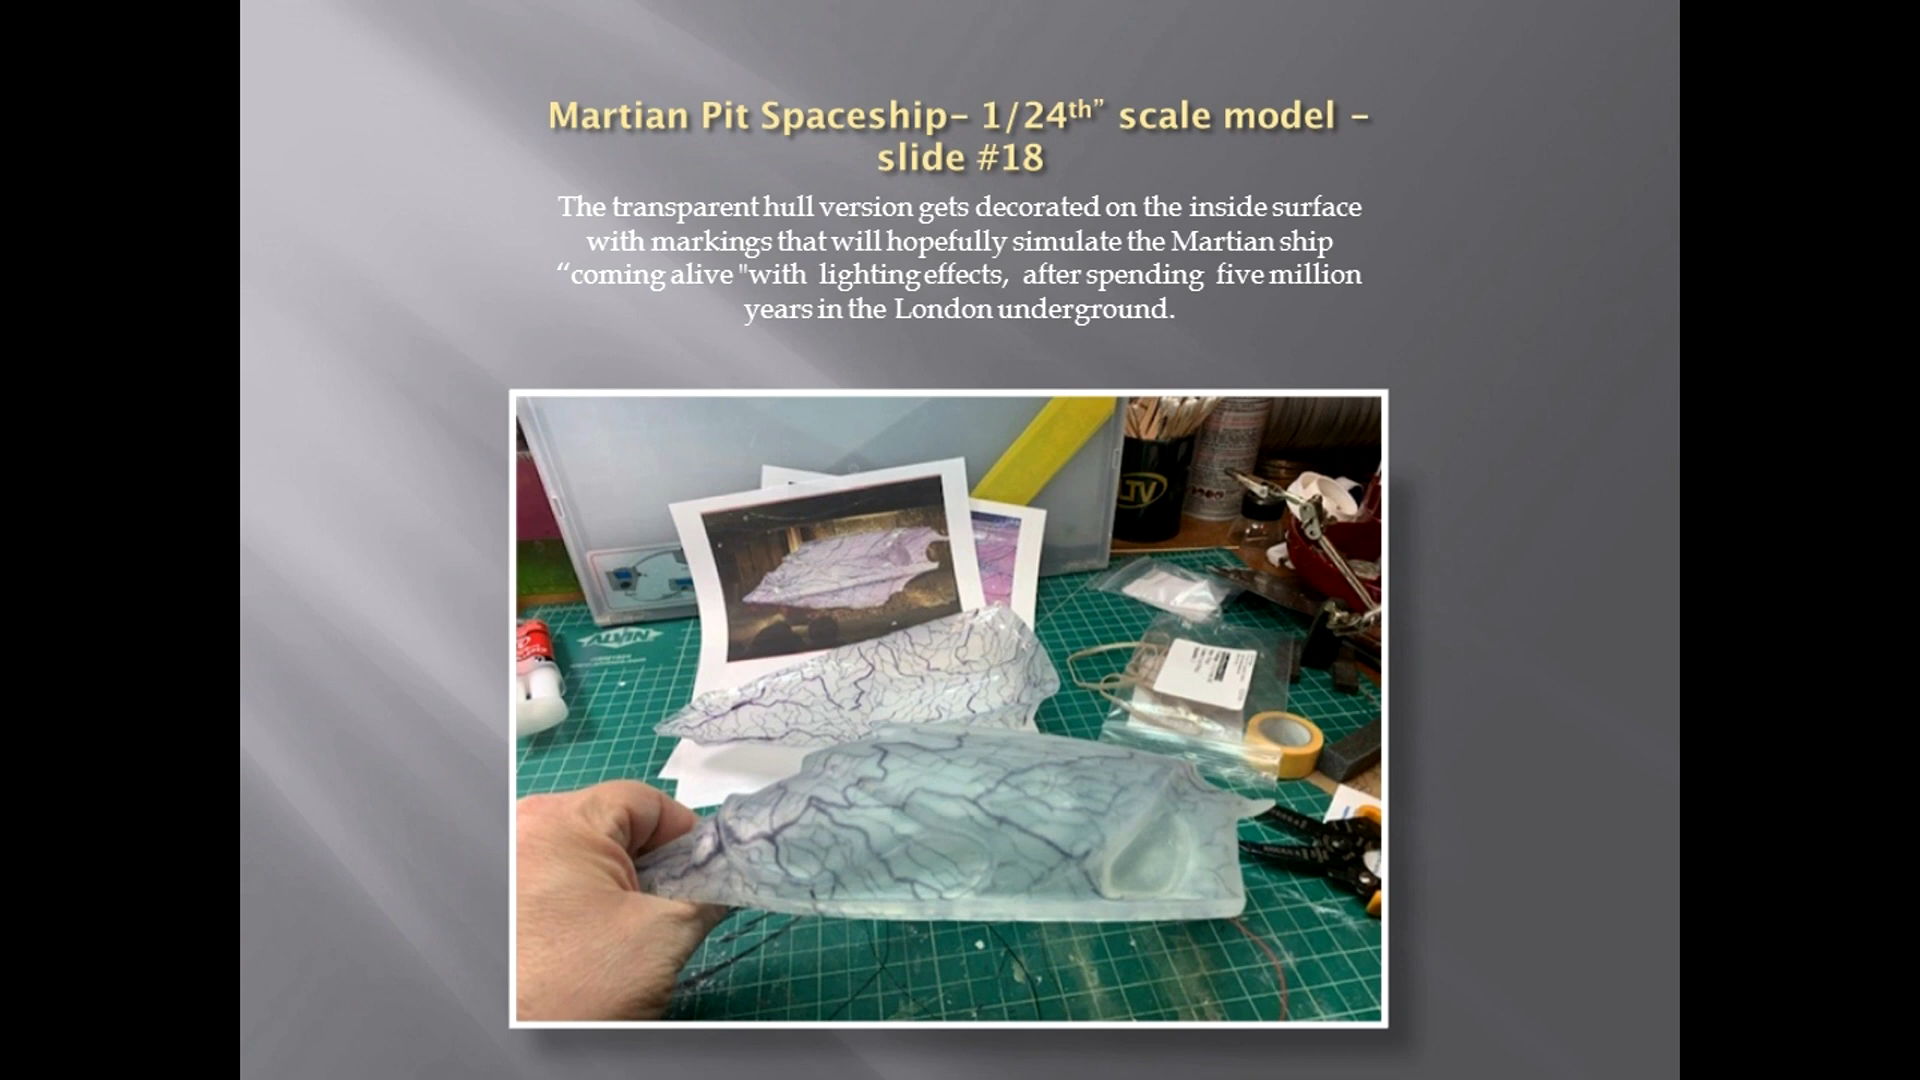 Martian Pit Spaceship– 1/24th” scale model –
slide #18
The transparent hull version gets decorated on the inside surface
with markings that will hopefully simulate the Martian ship
“coming alive "with lighting effects, after spending five million
years in the London underground.
LTV
ALVIN